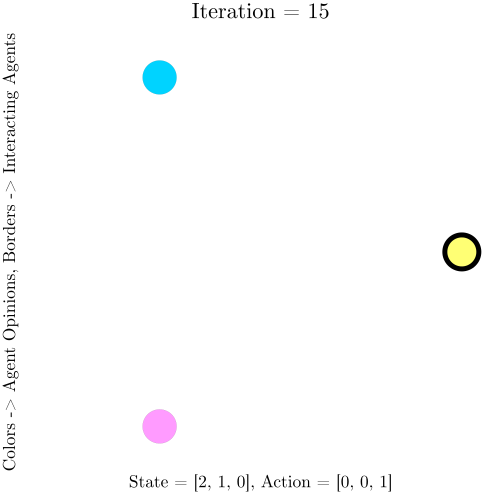 Iteration = 15
Colors -> Agent Opinions, Borders -> Interacting Agents
State = [2, 1, 0], Action = [0, 0, 1]